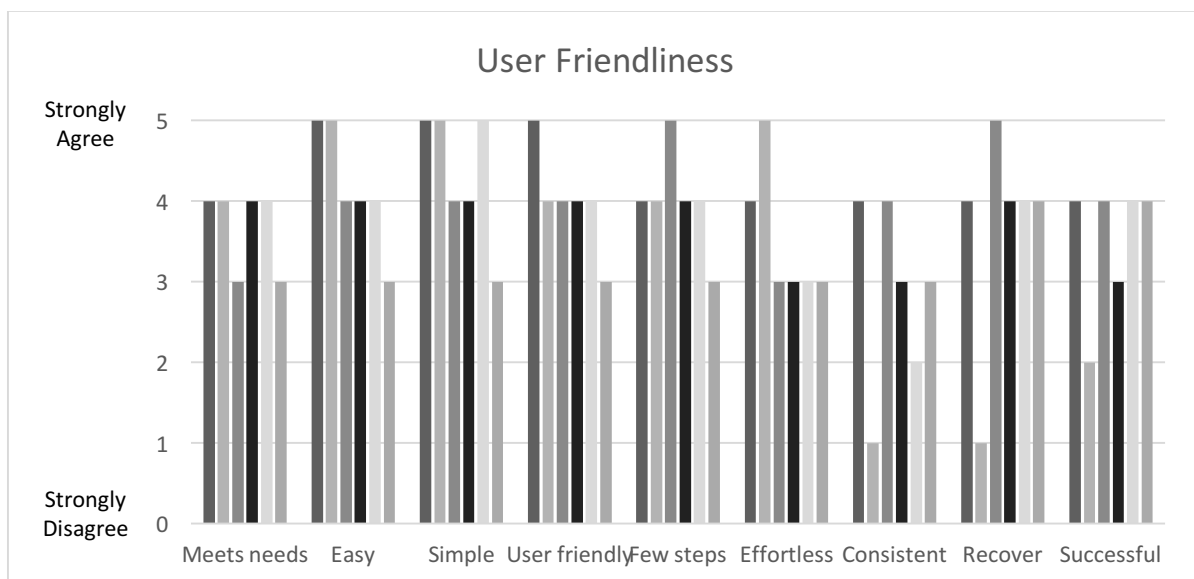 User Friendliness
Strongly
Agree
5
4
3
2
1
Strongly
Disagree
0
Meets needs Easy Simple User friendly Few steps Effortless Consistent Recover Successful